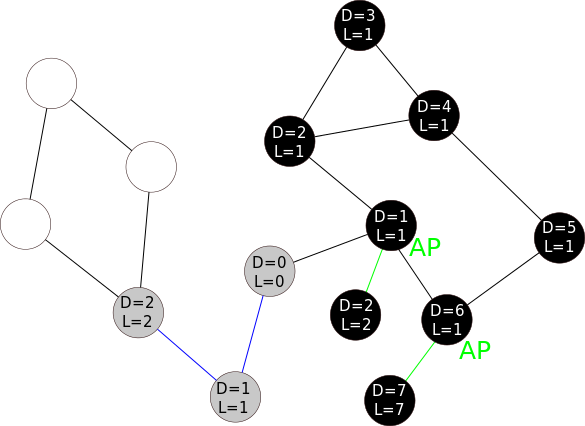 D=3
L=1
D=4
L=1
D=2
L=1
D=1
L=1
AP
D=5
L=1
D=0
L=0
D=2
L=2
D=2
L=2
D=6
L=1
AP
D=1
L=1
D=7
L=7